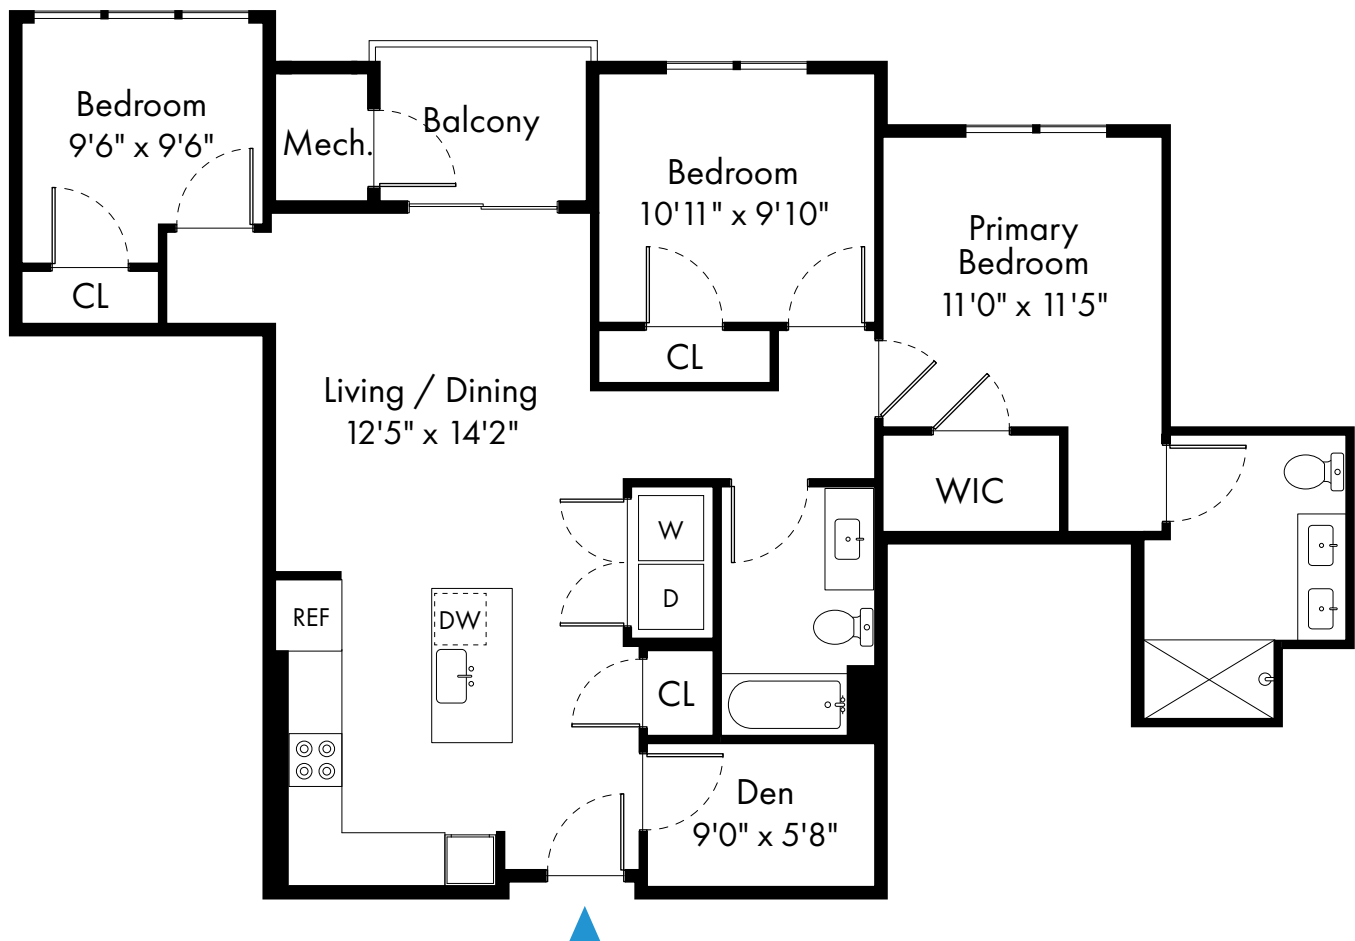 Bedroom
9'6" x 9'6"
CL
Mech.
Balcony
Bedroom
10'11" x 9'10"
CL
Primary
Bedroom
11'0" x 11'5"
WIC
Living / Dining
12'5" x 14'2"
W
D
REF
DW
CL
Den
9'0" x 5'8"